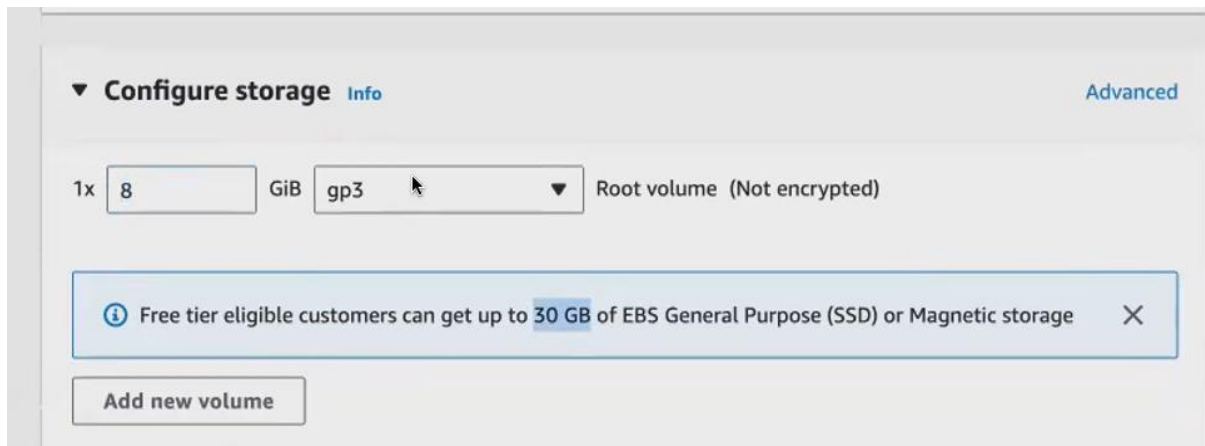 Configure storage Info Advanced
1x 8 GiB gp3 Root volume (Not encrypted)
Free tier eligible customers can get up to 30 GB of EBS General Purpose (SSD) or Magnetic storage
Add new volume